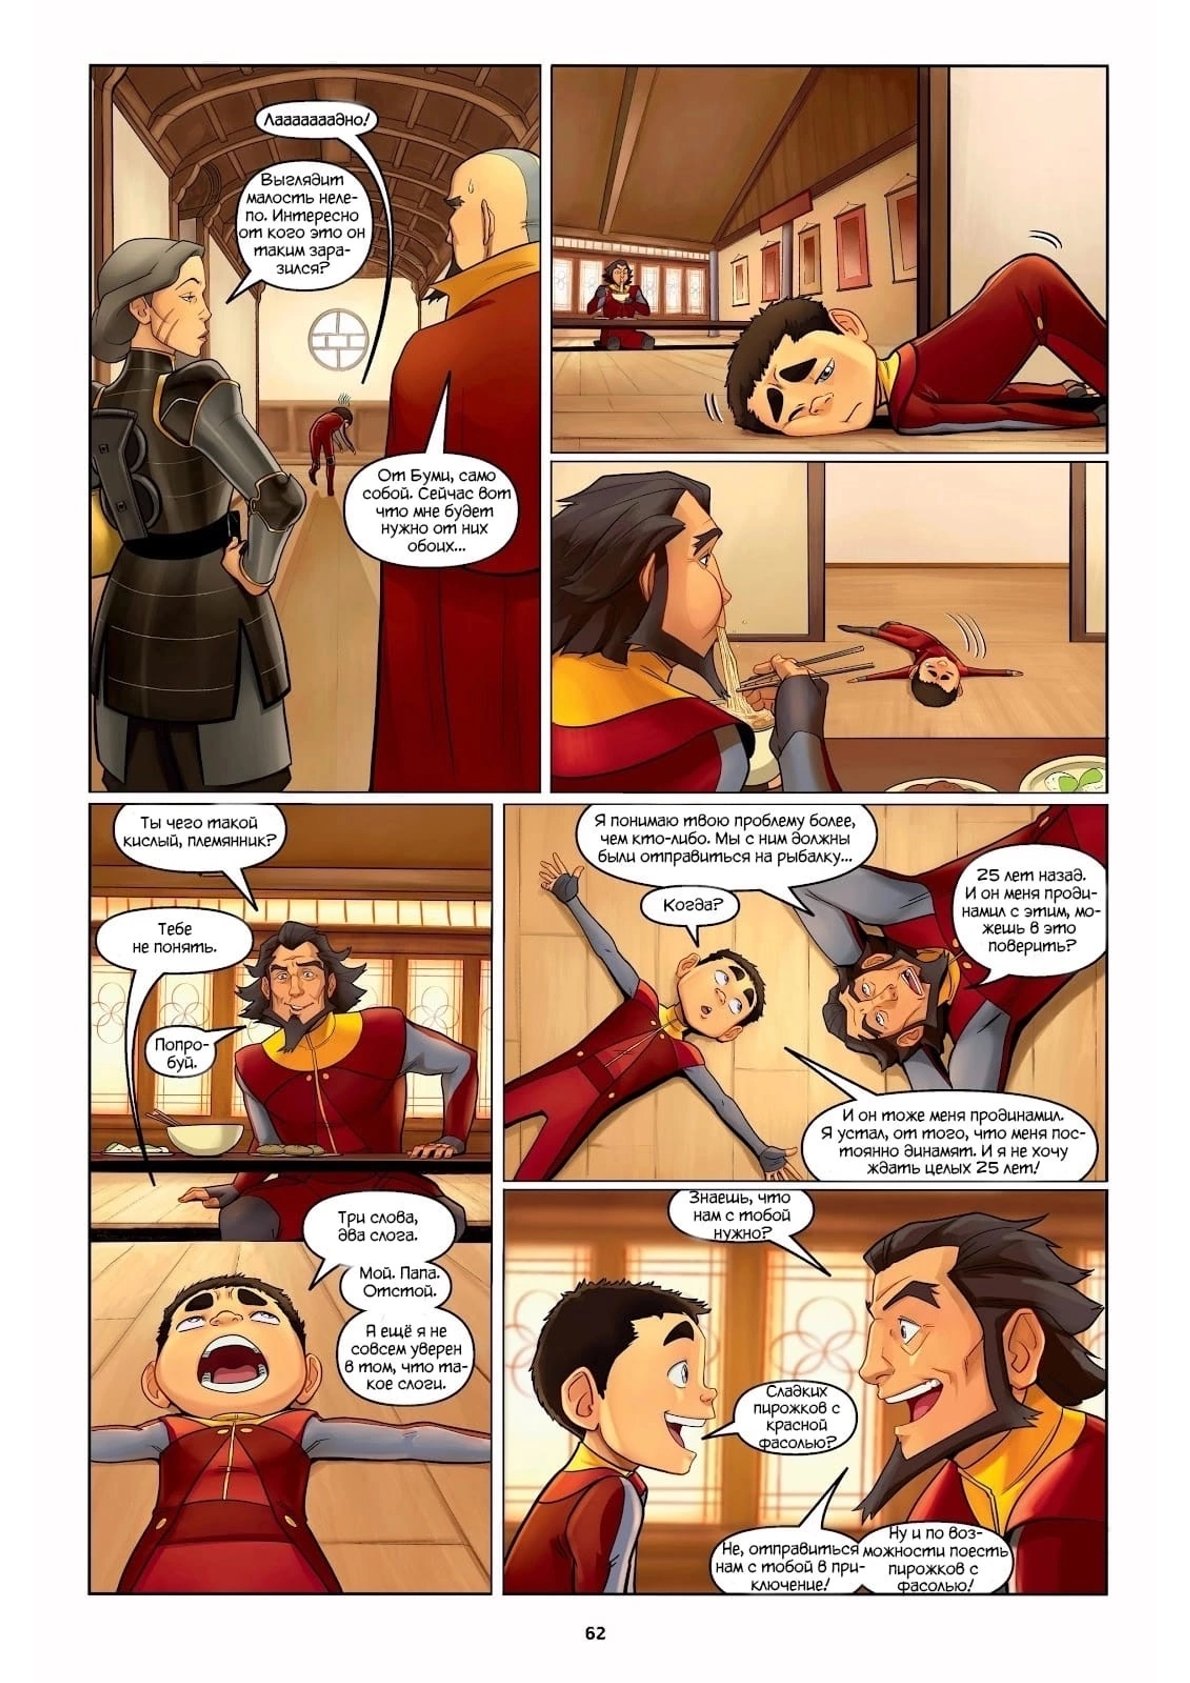 Лааааааадно!
Выглядит
малость неле-
по. Интересно
от кого это он
таким зара-
зился?
От Буми, само
собой. Сейчас вот
что мне будет
нужно от них
обоих...
Ты чего такой
кислый, племянник?
Тебе
не понять.
Попро-
буй.
Три слова,
два слога.
Мой. Папа.
Отстой.
А ещё я не
совсем уверен
в том, что та-
кое слоги.
Я понимаю твою проблему более,
чем кто-либо. Мы с ним должны
были отправиться на рыбалку...
Когда?
25 лет назад.
И он меня проди-
намил с этим, мо-
жешь в это
поверить?
И он тоже меня продинамил.
Я устал, от того, что меня пос-
тоянно динамят. И я не хочу
ждать целых 25 лет!
Знаешь, что
нам с тобой
нужно?
Сладких
пирожков с
красной
фасолью?
Не, отправиться
нам с тобой в при-
ключение!
Ну и по воз-
можности поесть
пирожков с
фасолью!
62